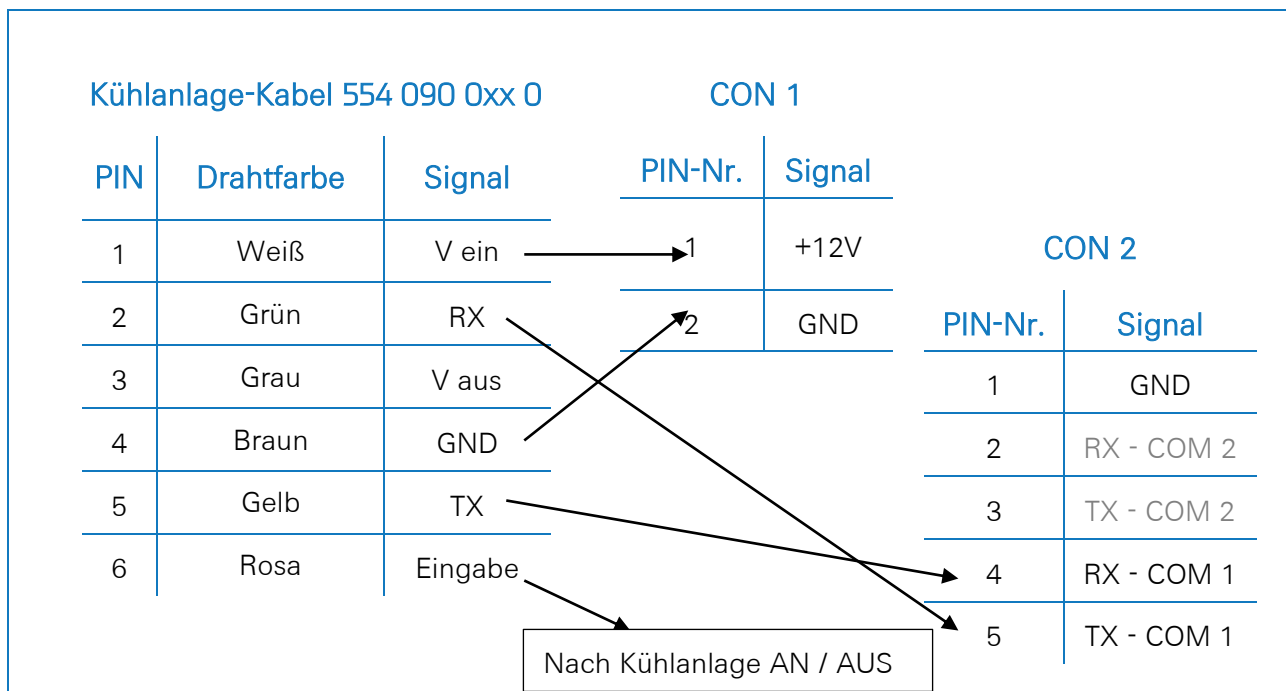 Kühlanlage-Kabel 554 090 0xx 0
PIN Drahtfarbe Signal
1 Weiß V ein
2 Grün RX
3 Grau V aus
4 Braun GND
5 Gelb TX
6 Rosa Eingabe
CON 1
PIN-Nr. Signal
1 +12V
2 GND
CON 2
PIN-Nr. Signal
1 GND
2 RX - COM 2
3 TX - COM 2
4 RX - COM 1
5 TX - COM 1
Nach Kühlanlage AN / AUS